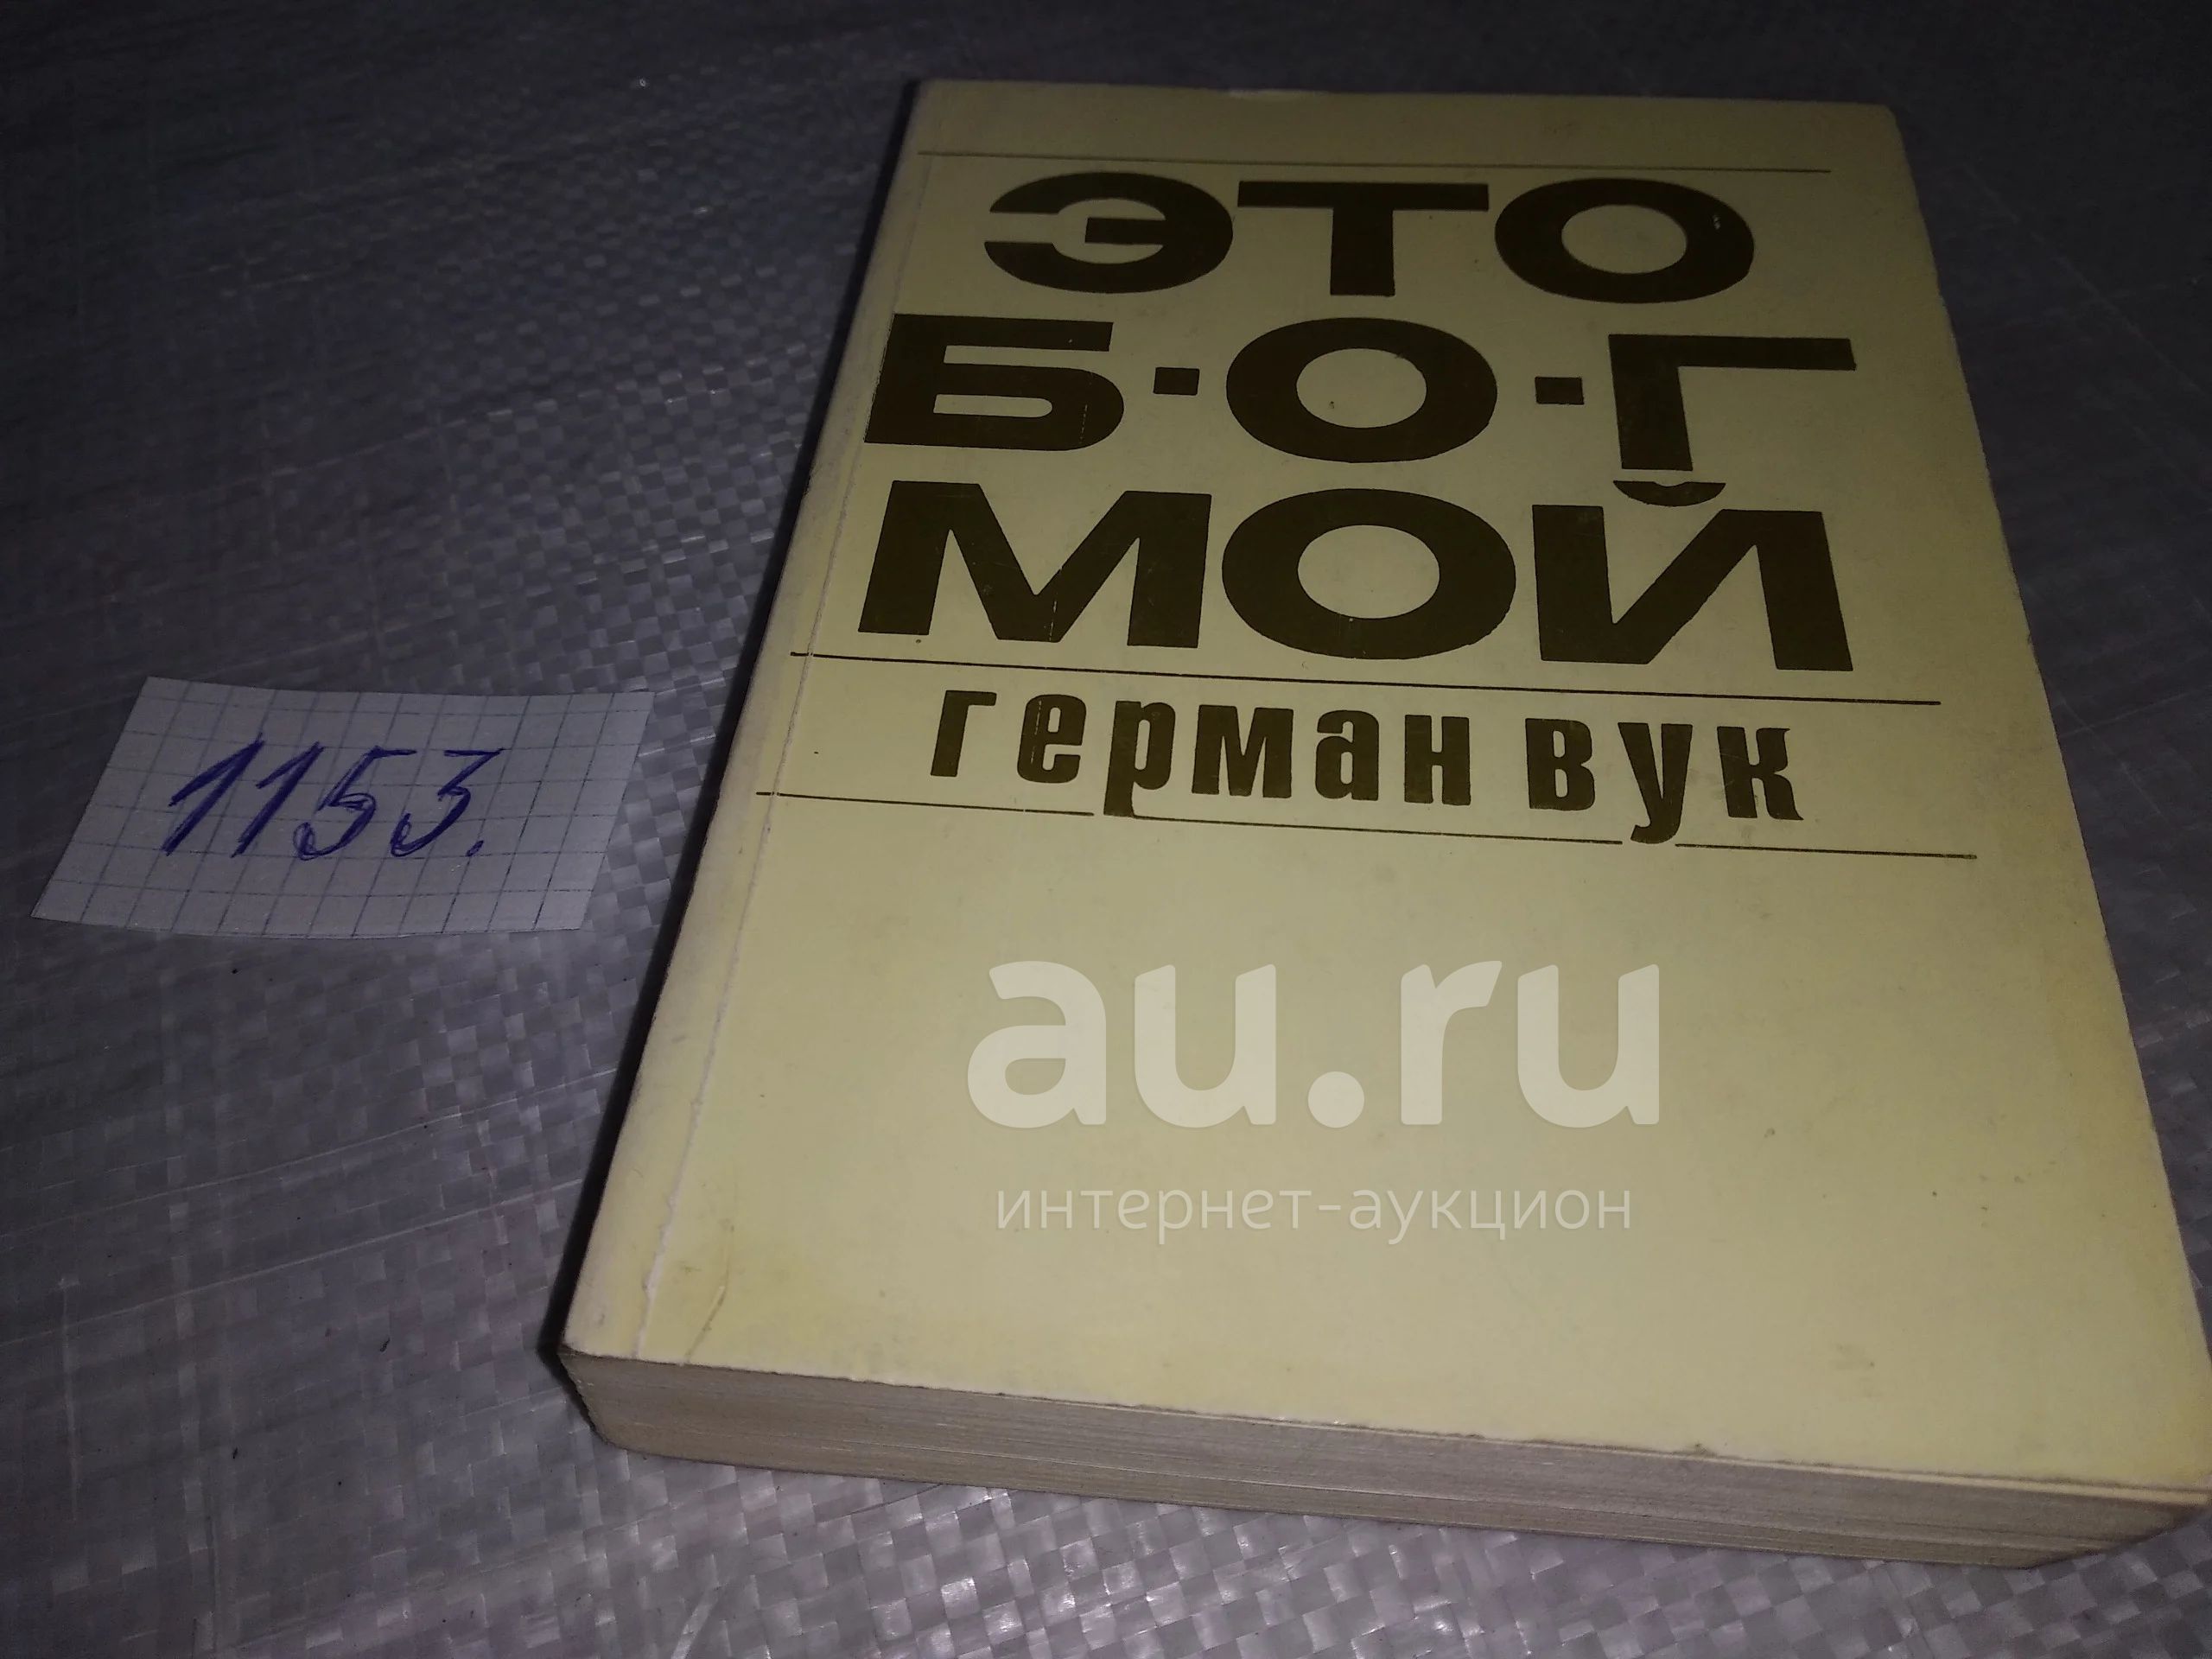 ЭТО
Б·О·Г
МОЙ
герман вук
1153.
au.ru
интернет-аукцион